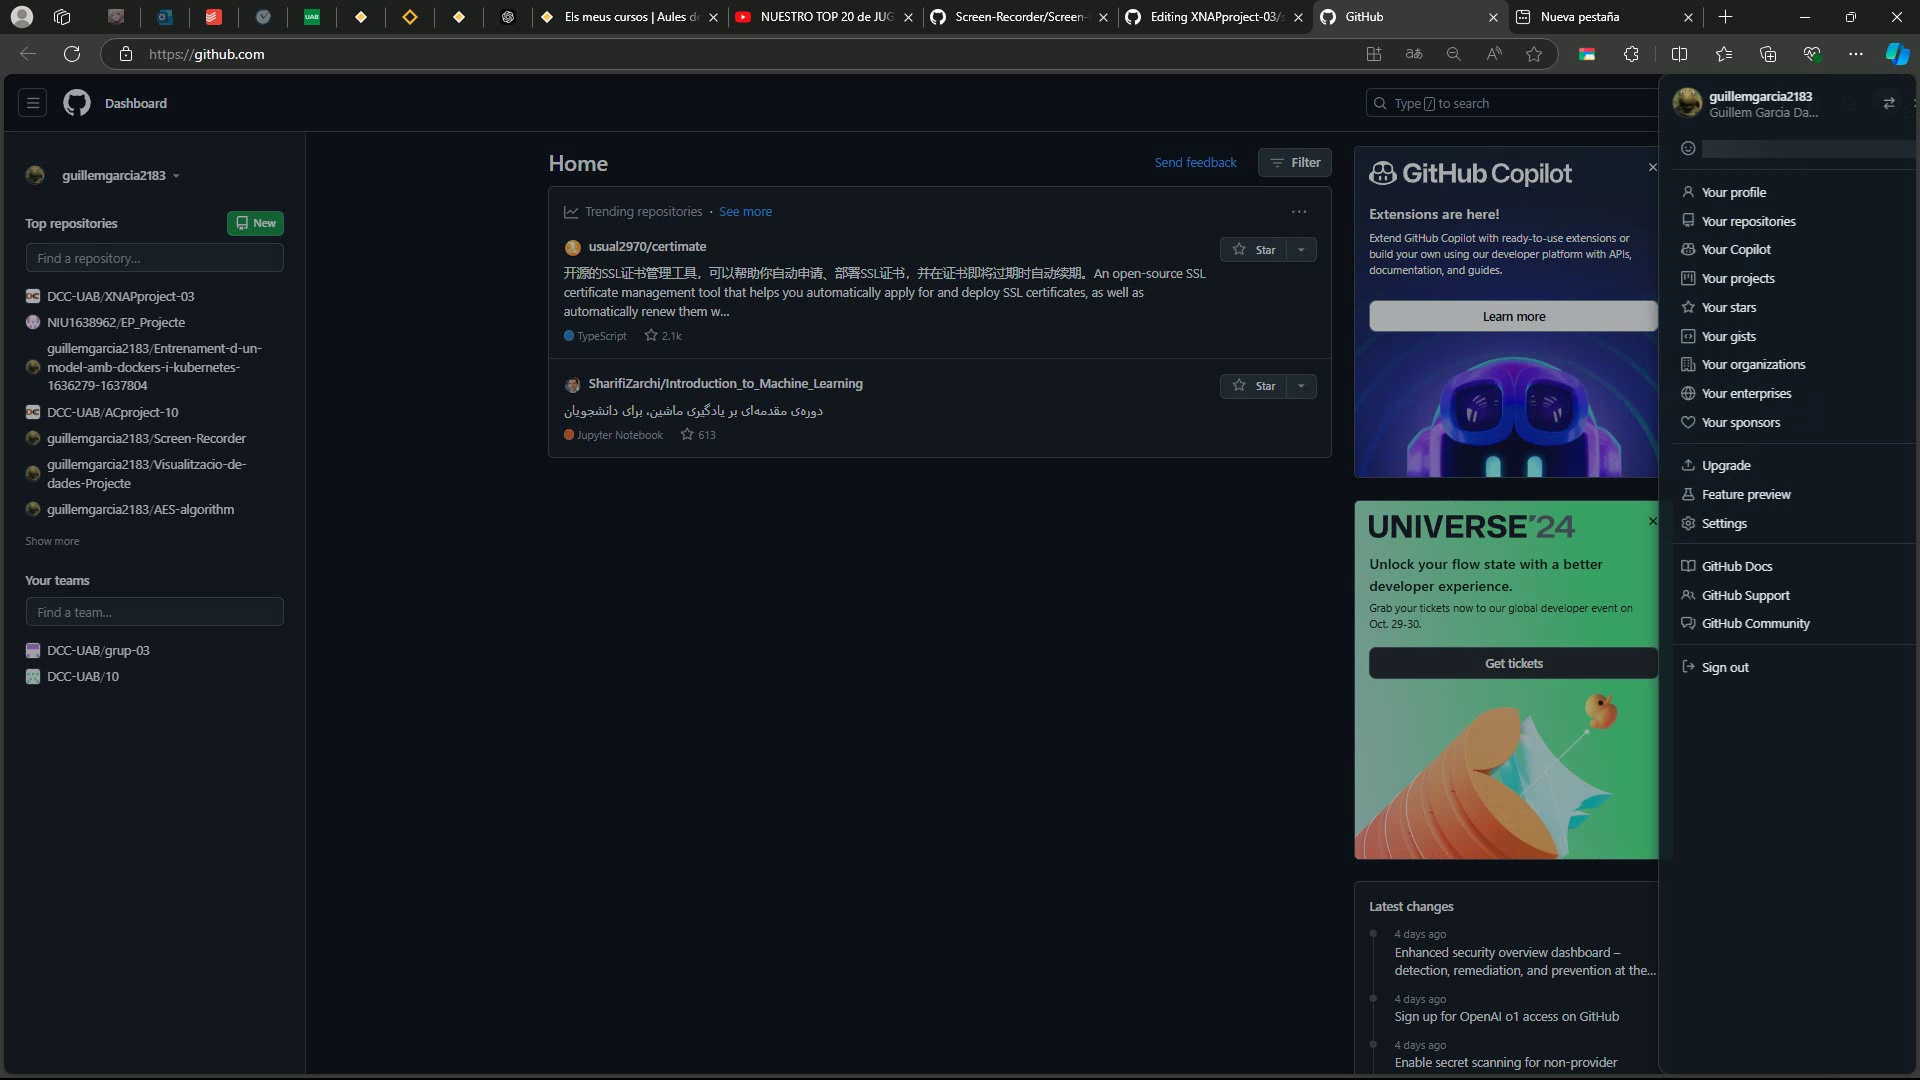 Els meus cursos | Aules d
NUESTRO TOP 20 de JUG
Screen-Recorder/Screen-
Editing XNAPproject-03/s
GitHub
Nueva pestaña
https://github.com
Dashboard
Type / to search
guillemgarcia2183
Guillem Garcia Da...
guillemgarcia2183
Top repositories
New
Find a repository...
DCC-UAB/XNAPproject-03
NIU1638962/EP_Projecte
guillemgarcia2183/Entrenament-d-un-
model-amb-dockers-i-kubernetes-
1636279-1637804
DCC-UAB/ACproject-10
guillemgarcia2183/Screen-Recorder
guillemgarcia2183/Visualitzacio-de-
dades-Projecte
guillemgarcia2183/AES-algorithm
Show more
Your teams
Find a team...
DCC-UAB/grup-03
DCC-UAB/10
Home
Send feedback
Filter
Trending repositories · See more
usual2970/certimate
Star
开源的SSL证书管理工具，可以帮助你自动申请、部署SSL证书，并在证书即将过期时自动续期。An open-source SSL
certificate management tool that helps you automatically apply for and deploy SSL certificates, as well as
automatically renew them w...
TypeScript
2.1k
SharifiZarchi/Introduction_to_Machine_Learning
Star
دوره‌ی مقدمه‌ای بر یادگیری ماشین، برای دانشجویان
Jupyter Notebook
613
GitHub Copilot
Extensions are here!
Extend GitHub Copilot with ready-to-use extensions or
build your own using our developer platform with APIs,
documentation, and guides.
Learn more
UNIVERSE'24
Unlock your flow state with a better
developer experience.
Grab your tickets now to our global developer event on
Oct. 29-30.
Get tickets
Latest changes
4 days ago
Enhanced security overview dashboard –
detection, remediation, and prevention at the...
4 days ago
Sign up for OpenAI o1 access on GitHub
4 days ago
Enable secret scanning for non-provider
Your profile
Your repositories
Your Copilot
Your projects
Your stars
Your gists
Your organizations
Your enterprises
Your sponsors
Upgrade
Feature preview
Settings
GitHub Docs
GitHub Support
GitHub Community
Sign out